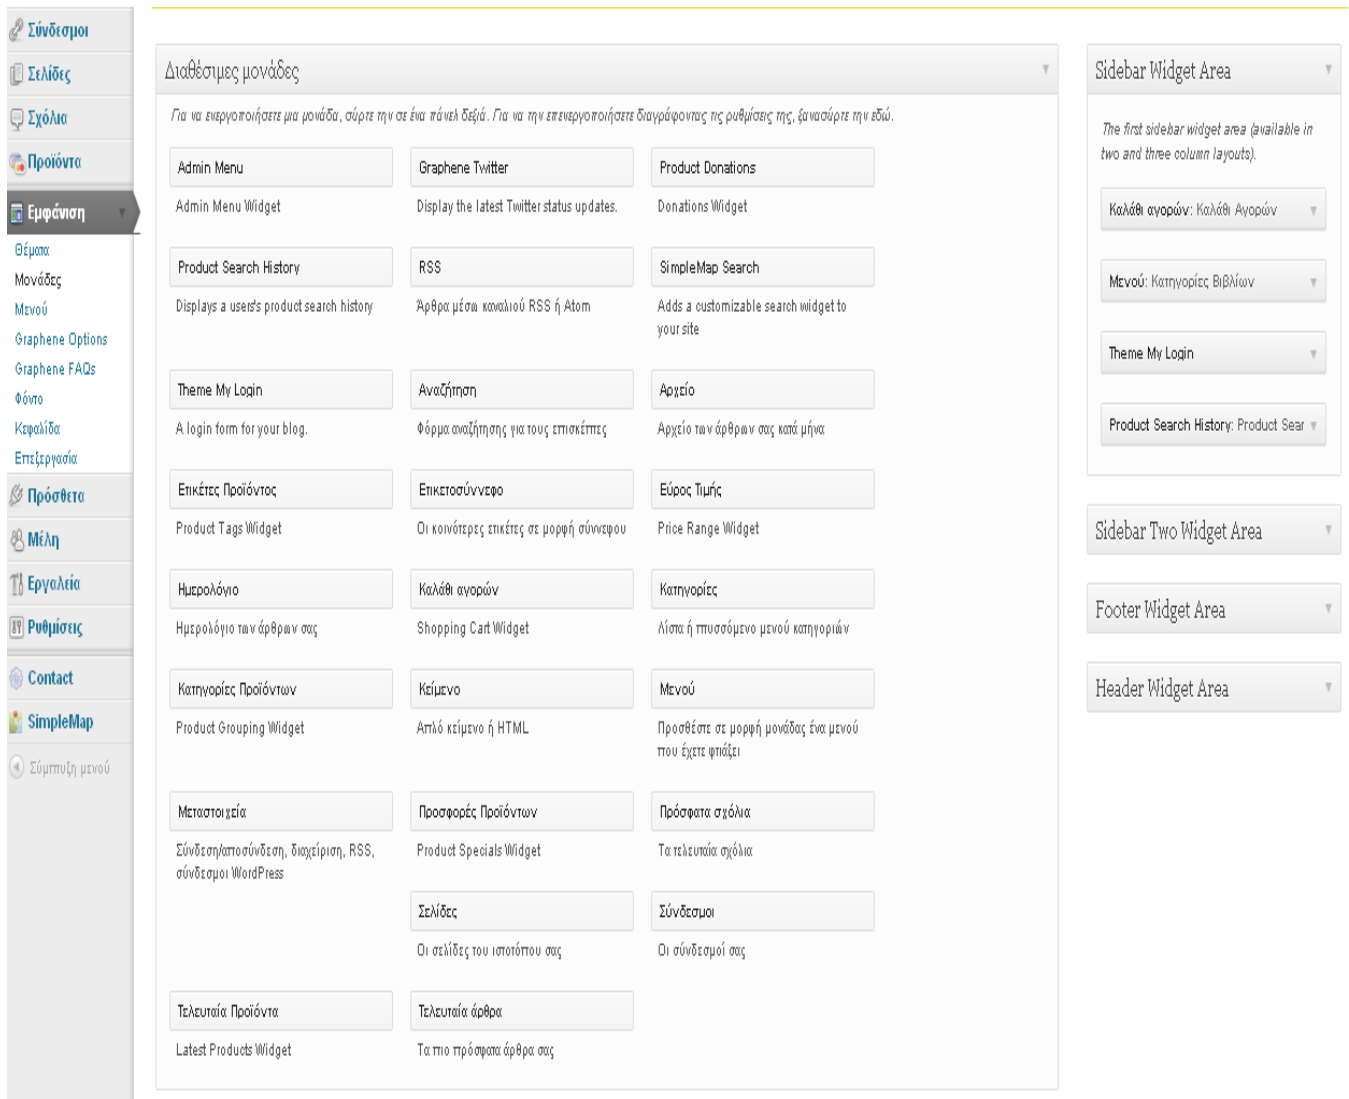 Σύνδεσμοι
Σελίδες
Σχόλια
Προϊόντα
Εμφάνιση
Θέματα
Μονάδες
Μενού
Graphene Options
Graphene FAQs
Φόντο
Κεφαλίδα
Επεξεργασία
Πρόσθετα
Μέλη
Εργαλεία
Ρυθμίσεις
Contact
SimpleMap
Σύμπτυξη μενού
Διαθέσιμες μονάδες
Για να ενεργοποιήσετε μια μονάδα, σύρτε την σε ένα πάνελ δεξιά. Για να την επενεργοποιήσετε διαγράφοντας τις ρυθμίσεις της, ξανασύρτε την εδώ.
Admin Menu
Admin Menu Widget
Graphene Twitter
Display the latest Twitter status updates.
Product Donations
Donations Widget
Product Search History
Displays a users's product search history
RSS
Άρθρα μέσω καναλιού RSS ή Atom
SimpleMap Search
Adds a customizable search widget to
your site
Theme My Login
A login form for your blog.
Αναζήτηση
Φόρμα αναζήτησης για τους επισκέπτες
Αρχείο
Αρχείο των άρθρων σας κατά μήνα
Ετικέτες Προϊόντος
Product Tags Widget
Ετικετοσύννεφο
Οι κοινότερες ετικέτες σε μορφή σύννεφου
Εύρος Τιμής
Price Range Widget
Ημερολόγιο
Ημερολόγιο των άρθρων σας
Καλάθι αγορών
Shopping Cart Widget
Κατηγορίες
Λίστα ή πτυσσόμενο μενού κατηγοριών
Κατηγορίες Προϊόντων
Product Grouping Widget
Κείμενο
Απλό κείμενο ή HTML
Μενού
Προσθέστε σε μορφή μονάδας ένα μενού
που έχετε φτιάξει
Μεταστοιχεία
Σύνδεση/αποσύνδεση, διαχείριση, RSS,
σύνδεσμοι WordPress
Προσφορές Προϊόντων
Product Specials Widget
Πρόσφατα σχόλια
Τα τελευταία σχόλια
Σελίδες
Οι σελίδες του ιστοτόπου σας
Σύνδεσμοι
Οι σύνδεσμοί σας
Τελευταία Προϊόντα
Latest Products Widget
Τελευταία άρθρα
Τα πιο πρόσφατα άρθρα σας
Sidebar Widget Area
The first sidebar widget area (available in
two and three column layouts).
Καλάθι αγορών: Καλάθι Αγορών
Μενού: Κατηγορίες Βιβλίων
Theme My Login
Product Search History: Product Sear
Sidebar Two Widget Area
Footer Widget Area
Header Widget Area